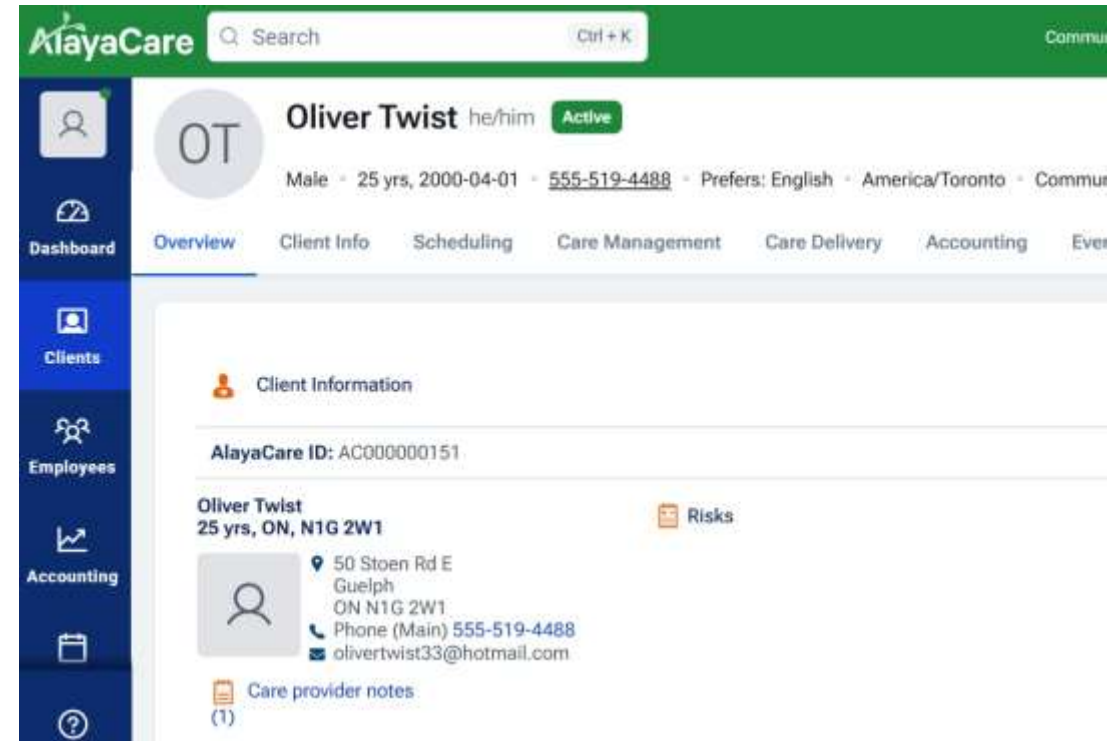 AlayaCare
Search Ctrl + K
Oliver Twist he/him Active
OT
Male 25 yrs, 2000-04-01 555-519-4488 Prefers: English America/Toronto
Dashboard
Overview Client Info Scheduling Care Management Care Delivery Accounting
Clients
Client Information
Employees
AlayaCare ID: AC000000151
Oliver Twist
25 yrs, ON, N1G 2W1
Risks
Accounting
50 Stoen Rd E
Guelph
ON N1G 2W1
Phone (Main) 555-519-4488
olivertwist33@hotmail.com
Care provider notes
(1)